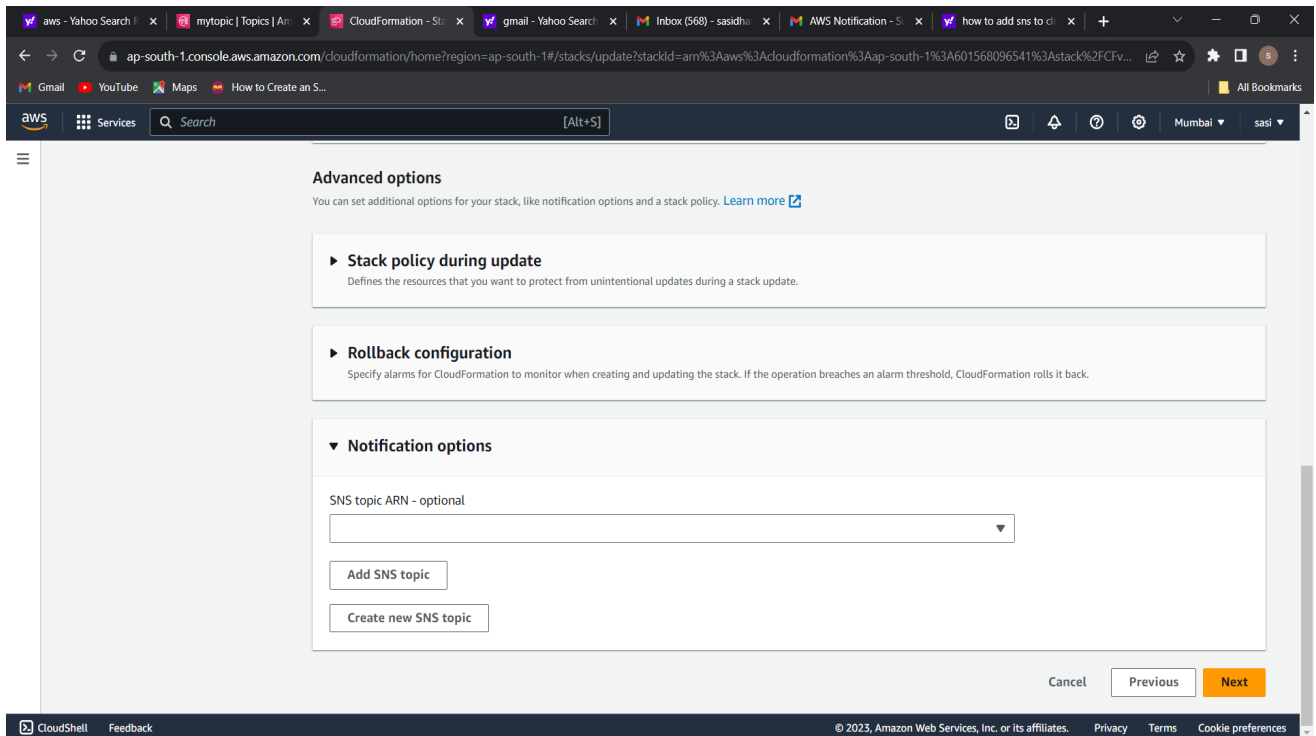 aws - Yahoo Search R
mytopic | Topics | Am
CloudFormation - Sta
gmail - Yahoo Search
Inbox (568) - sasidha
AWS Notification - Su
how to add sns to clo
ap-south-1.console.aws.amazon.com/cloudformation/home?region=ap-south-1#/stacks/update?stackId=arn%3Aaws%3Acloudformation%3Aap-south-1%3A601568096541%3Astack%2FCFv...
S
Gmail YouTube Maps How to Create an S... All Bookmarks
aws Services Search [Alt+S] Mumbai sasi
Advanced options
You can set additional options for your stack, like notification options and a stack policy. Learn more
Stack policy during update
Defines the resources that you want to protect from unintentional updates during a stack update.
Rollback configuration
Specify alarms for CloudFormation to monitor when creating and updating the stack. If the operation breaches an alarm threshold, CloudFormation rolls it back.
Notification options
SNS topic ARN - optional
Add SNS topic
Create new SNS topic
Cancel Previous Next
CloudShell Feedback © 2023, Amazon Web Services, Inc. or its affiliates. Privacy Terms Cookie preferences